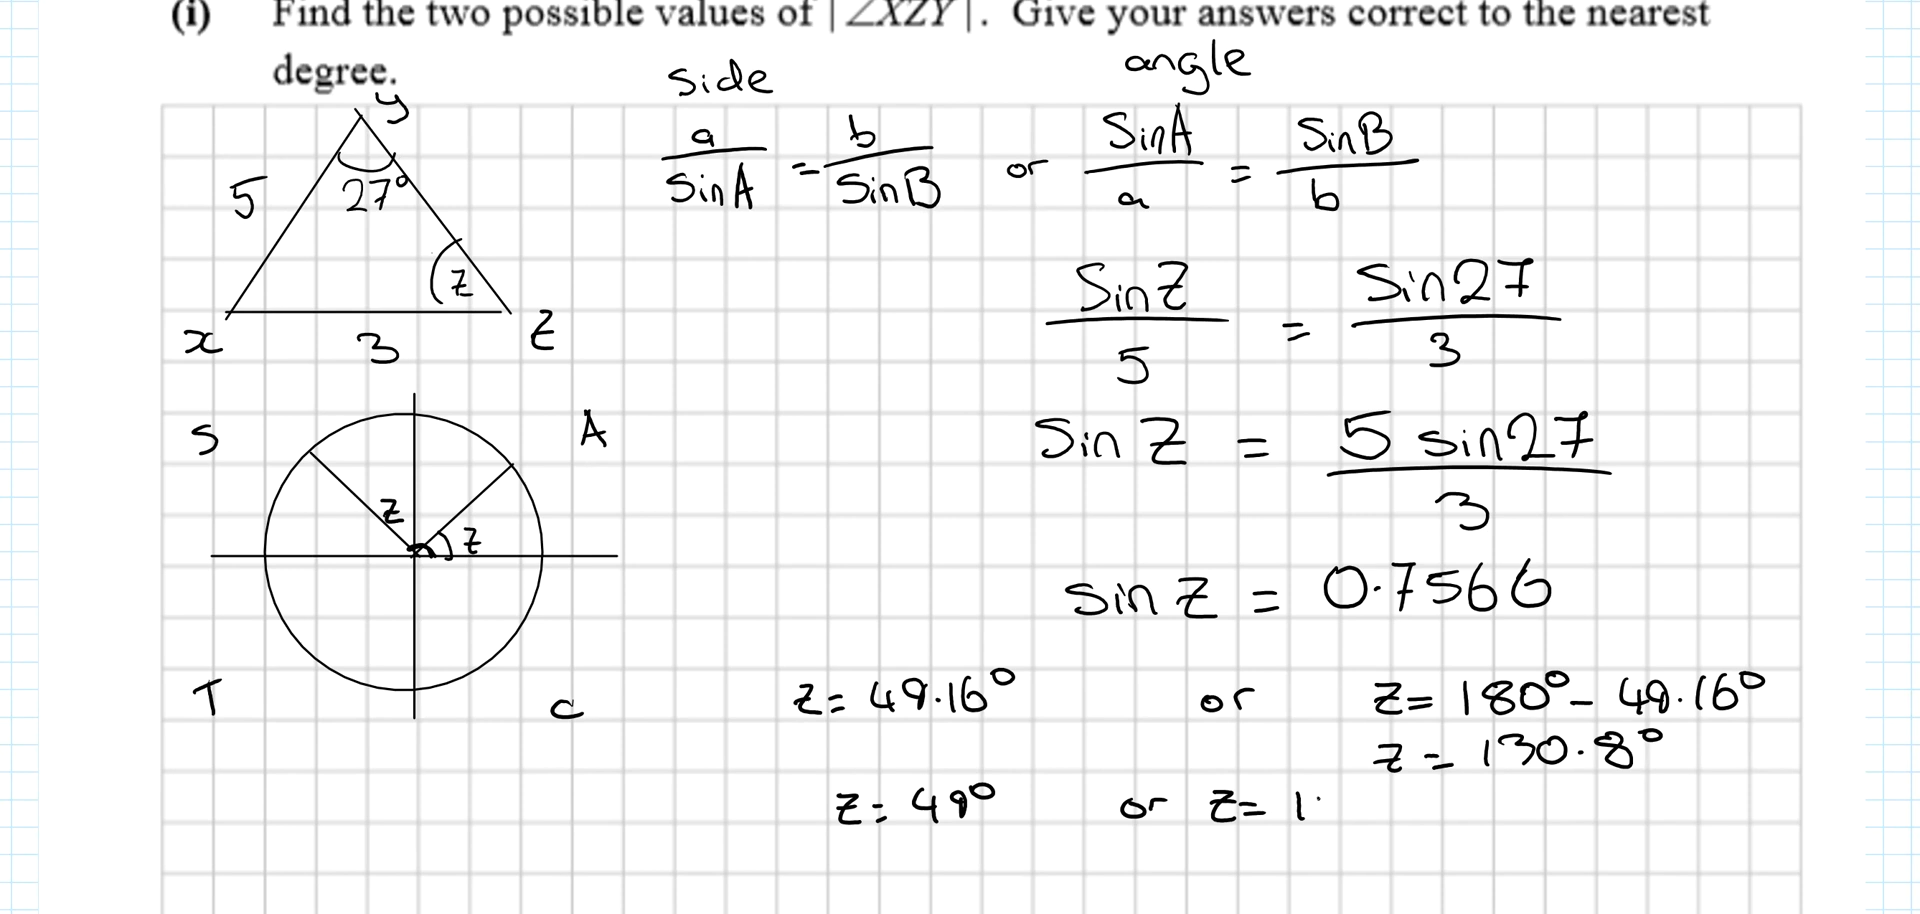 (i) Find the two possible values of |∠XZY|. Give your answers correct to the nearest
degree.
side
angle
y
5
27°
z
x
3
z
a/SinA = b/SinB or SinA/a = SinB/b
Sin Z/5 = Sin27/3
Sin Z = 5 sin27/3
sin Z = 0.7566
S
A
z
z
T
C
z = 49.16° or z = 180° - 49.16°
z = 130.8°
z = 49° or z = 1